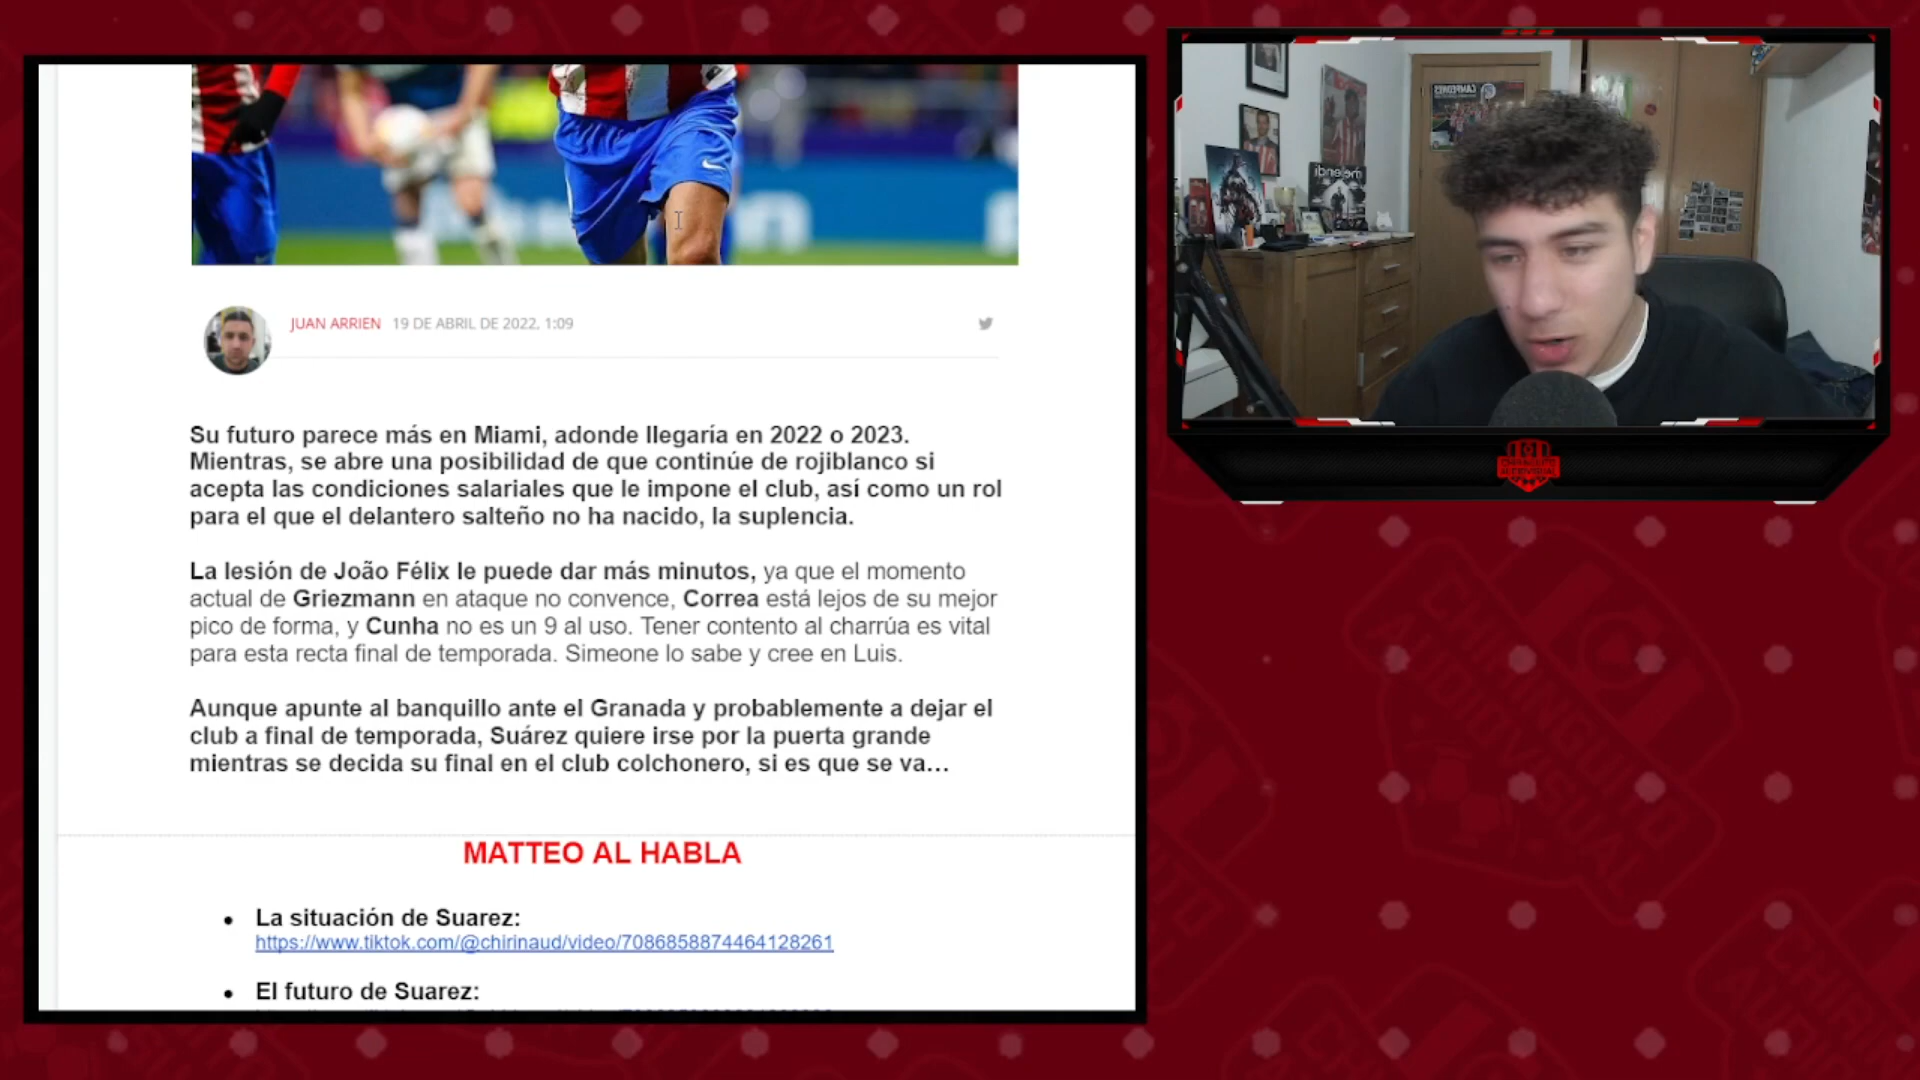 JUAN ARRIEN 19 DE ABRIL DE 2022, 1:09
Su futuro parece más en Miami, adonde llegaría en 2022 o 2023.
Mientras, se abre una posibilidad de que continúe de rojiblanco si
acepta las condiciones salariales que le impone el club, así como un rol
para el que el delantero salteño no ha nacido, la suplencia.
La lesión de João Félix le puede dar más minutos, ya que el momento
actual de Griezmann en ataque no convence, Correa está lejos de su mejor
pico de forma, y Cunha no es un 9 al uso. Tener contento al charrúa es vital
para esta recta final de temporada. Simeone lo sabe y cree en Luis.
Aunque apunte al banquillo ante el Granada y probablemente a dejar el
club a final de temporada, Suárez quiere irse por la puerta grande
mientras se decida su final en el club colchonero, si es que se va…
MATTEO AL HABLA
• La situación de Suarez:
https://www.tiktok.com/@chirinaud/video/7086858874464128261
• El futuro de Suarez:
CHIRINGUITO
AUDIOVISUAL